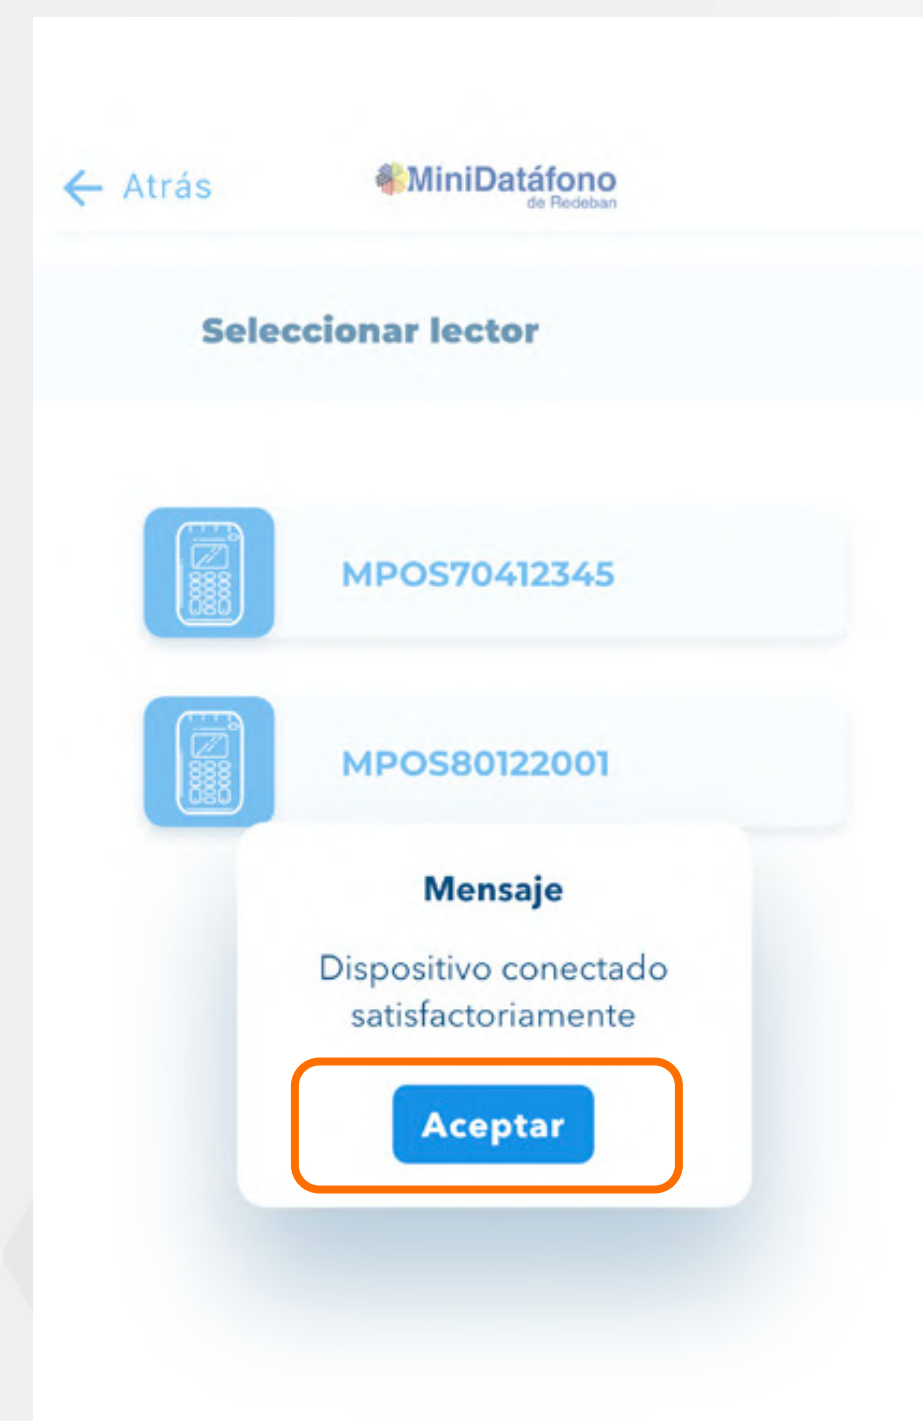 ← Atrás
MiniDatáfono
de Redeban
Seleccionar lector
MPOS70412345
MPOS80122001
Mensaje
Dispositivo conectado
satisfactoriamente
Aceptar